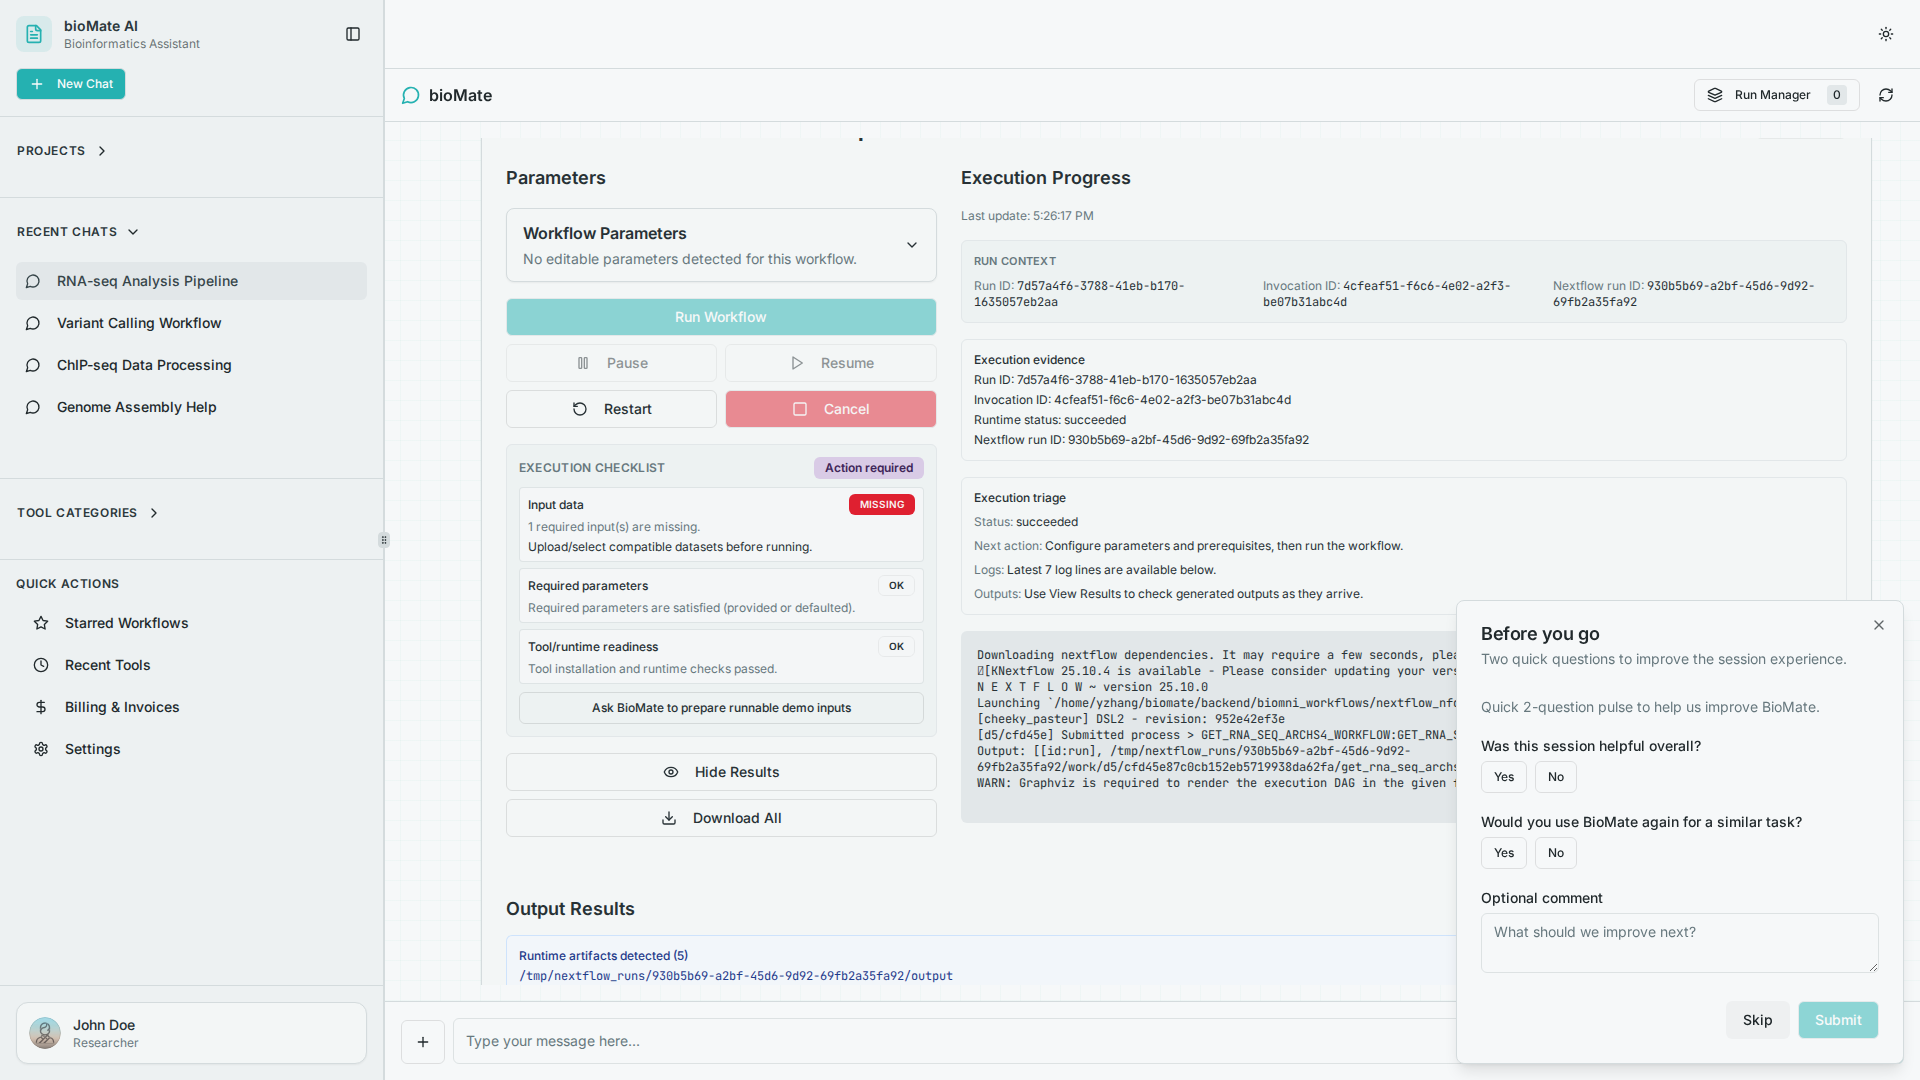 bioMate AI
Bioinformatics Assistant
New Chat
PROJECTS
RECENT CHATS
RNA-seq Analysis Pipeline
Variant Calling Workflow
ChIP-seq Data Processing
Genome Assembly Help
TOOL CATEGORIES
QUICK ACTIONS
Starred Workflows
Recent Tools
Billing & Invoices
Settings
John Doe
Researcher
bioMate
Run Manager 0
Parameters
Workflow Parameters
No editable parameters detected for this workflow.
Run Workflow
Pause
Resume
Restart
Cancel
EXECUTION CHECKLIST
Action required
Input data
MISSING
1 required input(s) are missing.
Upload/select compatible datasets before running.
Required parameters
OK
Required parameters are satisfied (provided or defaulted).
Tool/runtime readiness
OK
Tool installation and runtime checks passed.
Ask BioMate to prepare runnable demo inputs
Hide Results
Download All
Execution Progress
Last update: 5:26:17 PM
RUN CONTEXT
Run ID: 7d57a4f6-3788-41eb-b170-
1635057eb2aa
Invocation ID: 4cfeaf51-f6c6-4e02-a2f3-
be07b31abc4d
Nextflow run ID: 930b5b69-a2bf-45d6-9d92-
69fb2a35fa92
Execution evidence
Run ID: 7d57a4f6-3788-41eb-b170-1635057eb2aa
Invocation ID: 4cfeaf51-f6c6-4e02-a2f3-be07b31abc4d
Runtime status: succeeded
Nextflow run ID: 930b5b69-a2bf-45d6-9d92-69fb2a35fa92
Execution triage
Status: succeeded
Next action: Configure parameters and prerequisites, then run the workflow.
Logs: Latest 7 log lines are available below.
Outputs: Use View Results to check generated outputs as they arrive.
Downloading nextflow dependencies. It may require a few seconds, plea
[KNextflow 25.10.4 is available - Please consider updating your vers
N E X T F L O W ~ version 25.10.0
Launching `/home/yzhang/biomate/backend/biomni_workflows/nextflow_nfc
[cheeky_pasteur] DSL2 - revision: 952e42ef3e
[d5/cfd45e] Submitted process > GET_RNA_SEQ_ARCHS4_WORKFLOW:GET_RNA_S
Output: [[id:run], /tmp/nextflow_runs/930b5b69-a2bf-45d6-9d92-
69fb2a35fa92/work/d5/cfd45e87c0cb152eb5719938da62fa/get_rna_seq_archs
WARN: Graphviz is required to render the execution DAG in the given f
Output Results
Runtime artifacts detected (5)
/tmp/nextflow_runs/930b5b69-a2bf-45d6-9d92-69fb2a35fa92/output
Type your message here...
Before you go
Two quick questions to improve the session experience.
Quick 2-question pulse to help us improve BioMate.
Was this session helpful overall?
Yes
No
Would you use BioMate again for a similar task?
Yes
No
Optional comment
What should we improve next?
Skip
Submit